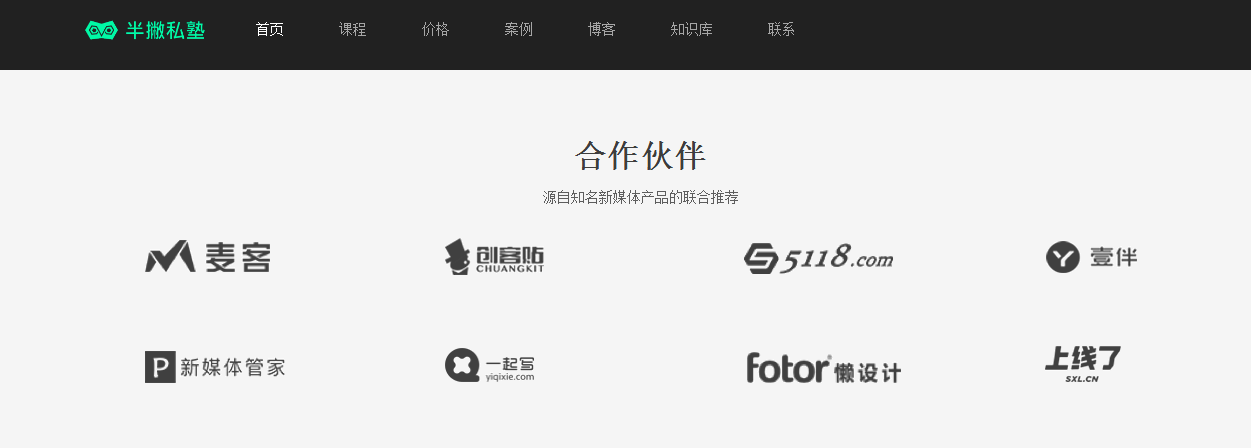 半撇私塾 首页 课程 价格 案例 博客 知识库 联系
合作伙伴
源自知名新媒体产品的联合推荐
麦客 创客贴 CHUANGKIT 5118.com Y 壹伴
P 新媒体管家 一起写 yiqixie.com fotor® 懒设计 上线了 SXL.CN